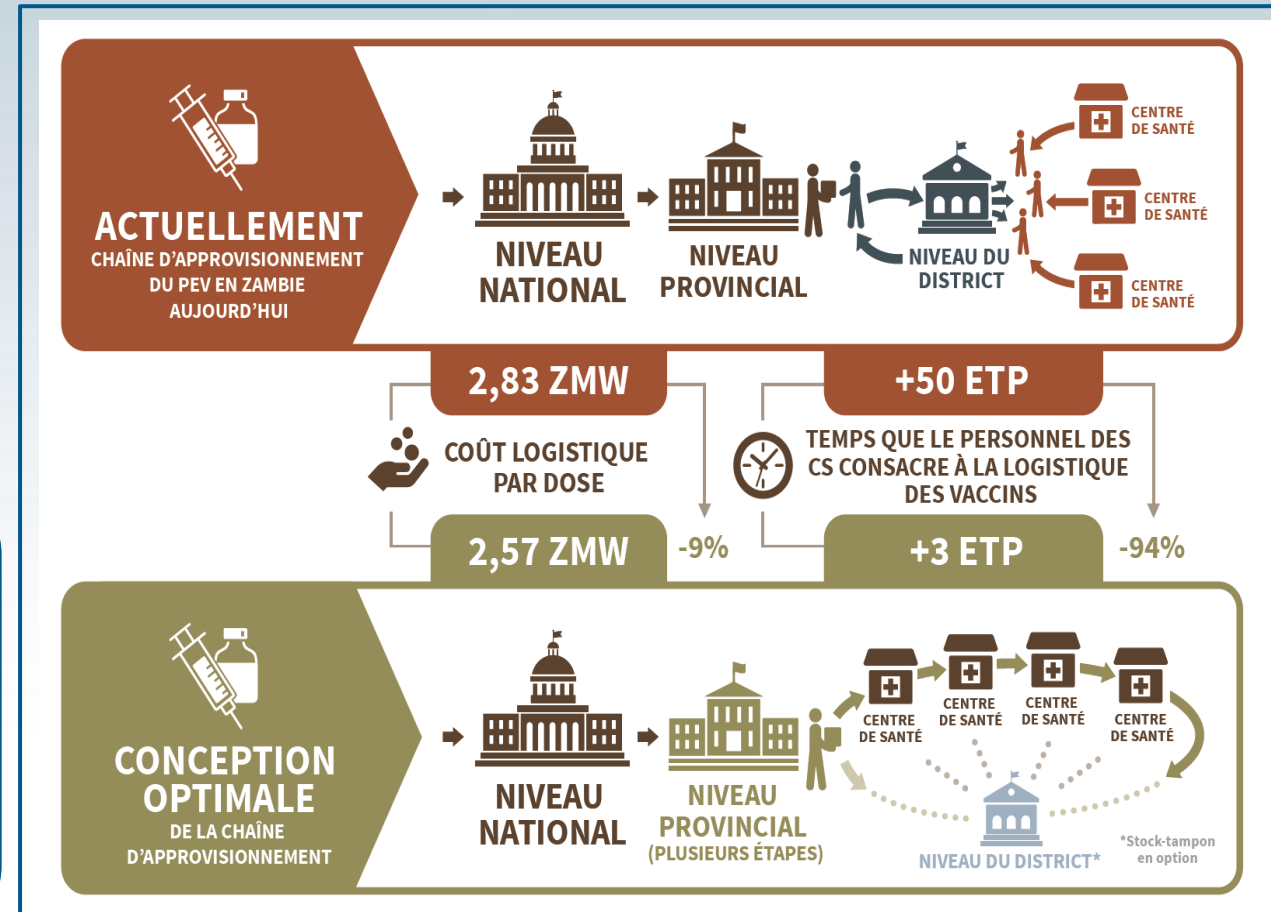 ACTUELLEMENT
CHAÎNE D’APPROVISIONNEMENT
DU PEV EN ZAMBIE
AUJOURD’HUI
NIVEAU
NATIONAL
NIVEAU
PROVINCIAL
NIVEAU DU
DISTRICT
CENTRE
DE SANTÉ
CENTRE
DE SANTÉ
CENTRE
DE SANTÉ
2,83 ZMW
+50 ETP
COÛT LOGISTIQUE
PAR DOSE
TEMPS QUE LE PERSONNEL DES
CS CONSACRE À LA LOGISTIQUE
DES VACCINS
2,57 ZMW
-9%
+3 ETP
-94%
CONCEPTION
OPTIMALE
DE LA CHAÎNE
D’APPROVISIONNEMENT
NIVEAU
NATIONAL
NIVEAU
PROVINCIAL
(PLUSIEURS ÉTAPES)
CENTRE
DE SANTÉ
CENTRE
DE SANTÉ
CENTRE
DE SANTÉ
CENTRE
DE SANTÉ
NIVEAU DU DISTRICT*
*Stock-tampon
en option